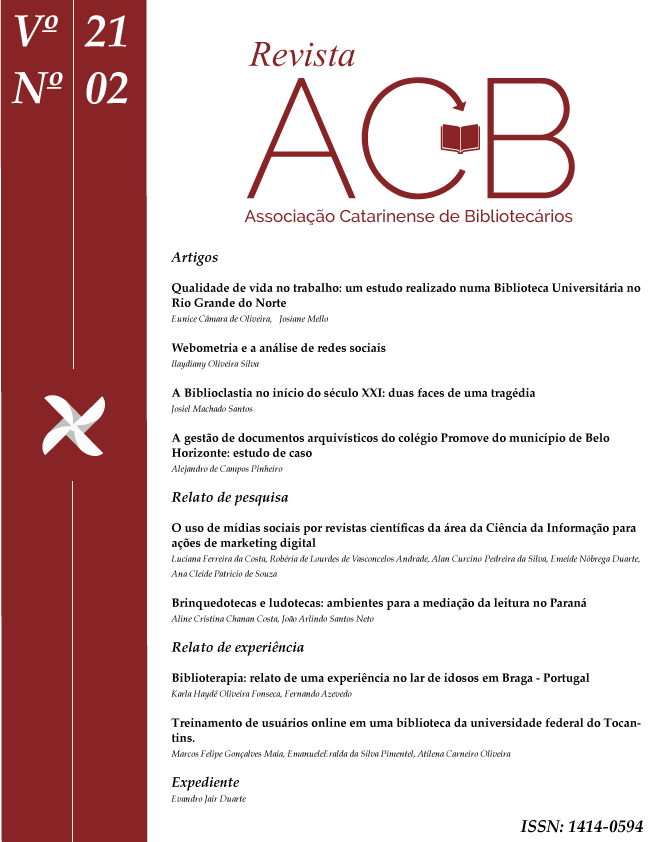 Vº 21
Nº 02
Revista
ACB
Associação Catarinense de Bibliotecários
Artigos
Qualidade de vida no trabalho: um estudo realizado numa Biblioteca Universitária no
Rio Grande do Norte
Eunice Câmara de Oliveira, Josiane Mello
Webometria e a análise de redes sociais
Ilaydiany Oliveira Silva
A Biblioclastia no início do século XXI: duas faces de uma tragédia
Josiel Machado Santos
A gestão de documentos arquivísticos do colégio Promove do município de Belo
Horizonte: estudo de caso
Alejandro de Campos Pinheiro
Relato de pesquisa
O uso de mídias sociais por revistas científicas da área da Ciência da Informação para
ações de marketing digital
Luciana Ferreira da Costa, Robéria de Lourdes de Vasconcelos Andrade, Alan Curcino Pedreira da Silva, Emeide Nóbrega Duarte,
Ana Cleide Patricio de Souza
Brinquedotecas e ludotecas: ambientes para a mediação da leitura no Paraná
Aline Cristina Chanan Costa, João Arlindo Santos Neto
Relato de experiência
Biblioterapia: relato de uma experiência no lar de idosos em Braga - Portugal
Karla Haydê Oliveira Fonseca, Fernando Azevedo
Treinamento de usuários online em uma biblioteca da universidade federal do Tocan-
tins.
Marcos Felipe Gonçalves Maia, EmanueleEralda da Silva Pimentel, Atilena Carneiro Oliveira
Expediente
Evandro Jair Duarte
ISSN: 1414-0594